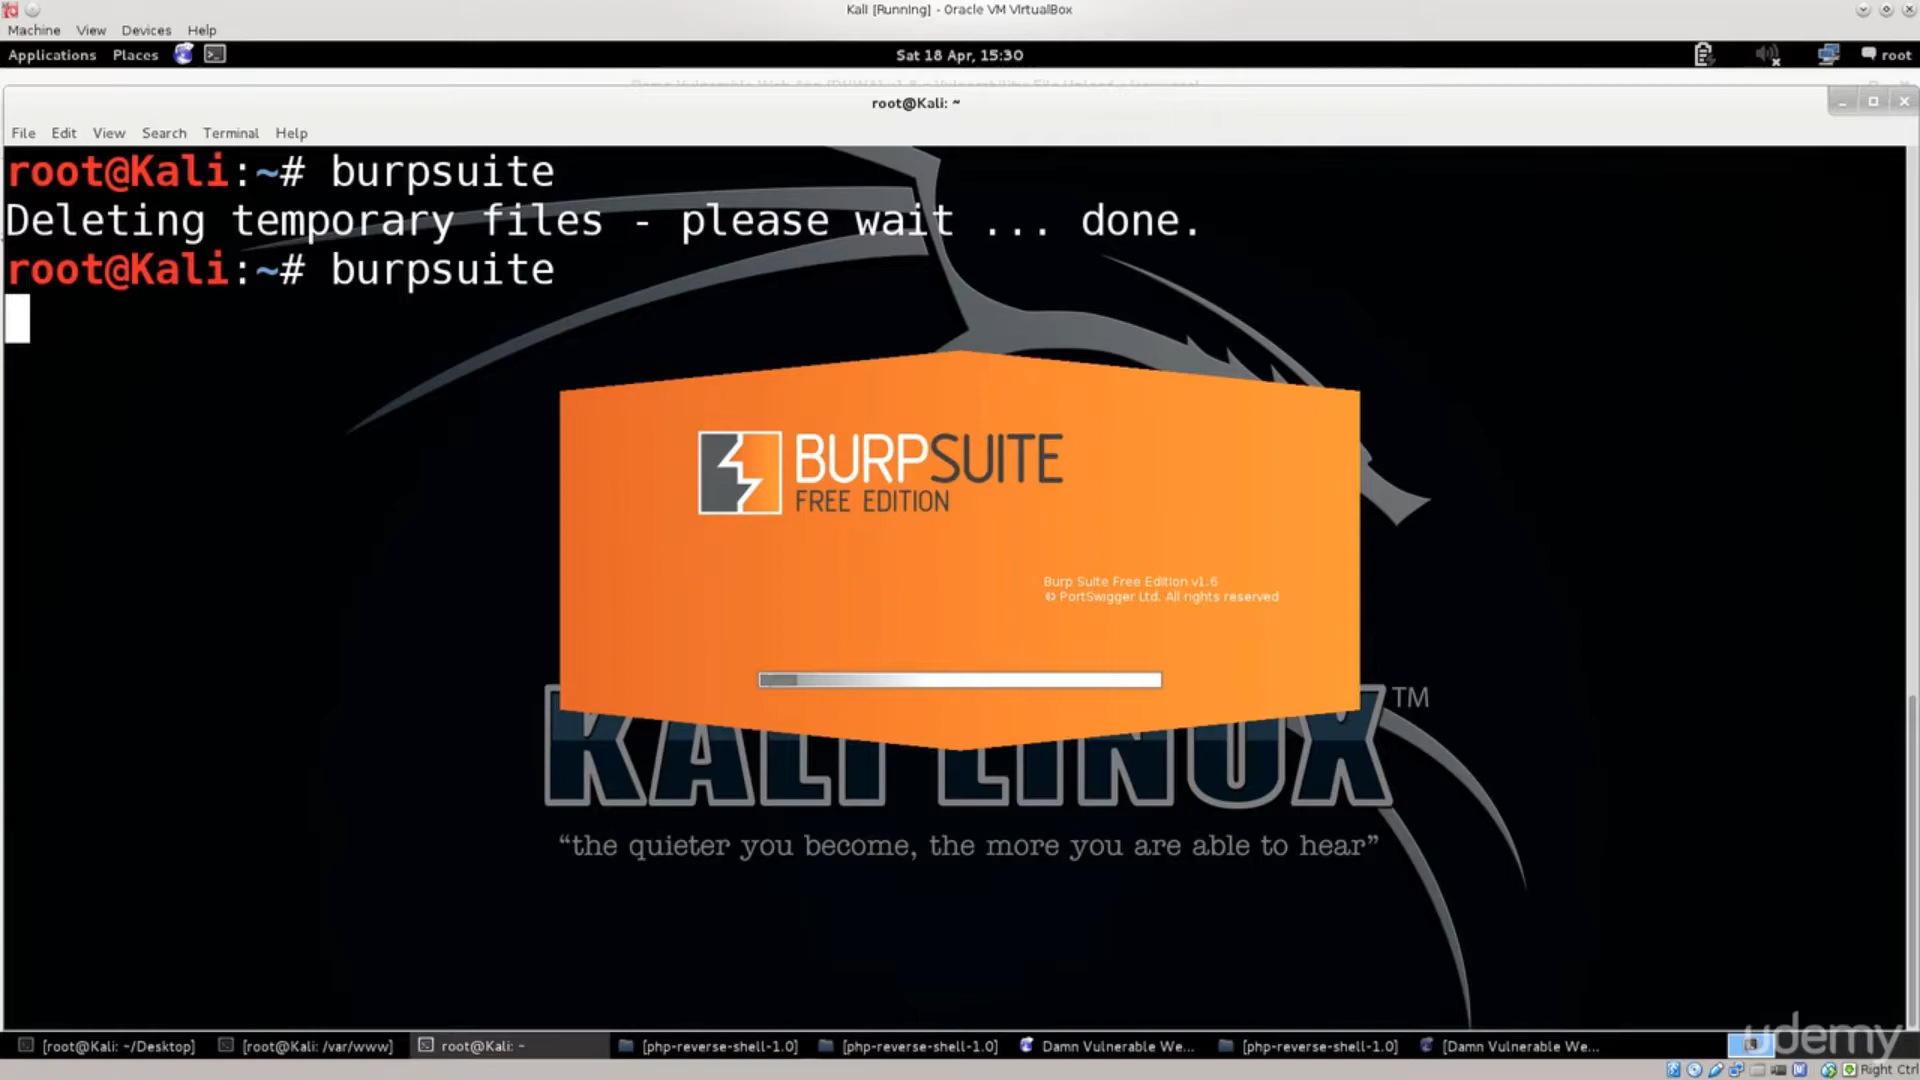 Kali [Running] - Oracle VM VirtualBox
Machine View Devices Help
Applications Places Sat 18 Apr, 15:30 root
root@Kali: ~
File Edit View Search Terminal Help
root@Kali:~# burpsuite
Deleting temporary files - please wait ... done.
root@Kali:~# burpsuite
BURPSUITE
FREE EDITION
Burp Suite Free Edition v1.6
© PortSwigger Ltd. All rights reserved
KALI LINUX TM
“the quieter you become, the more you are able to hear”
[root@Kali: ~/Desktop] [root@Kali: /var/www] root@Kali: ~ [php-reverse-shell-1.0] [php-reverse-shell-1.0] Damn Vulnerable We... [php-reverse-shell-1.0] [Damn Vulnerable We...
udemy
Right Ctrl